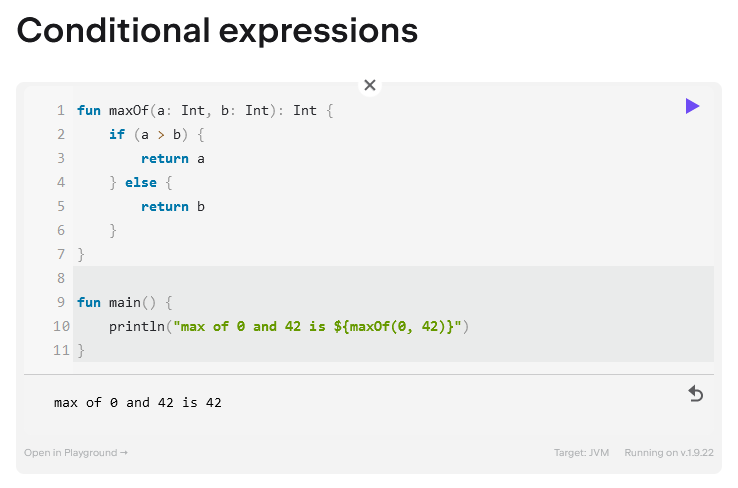 Conditional expressions
1 fun maxOf(a: Int, b: Int): Int {
2     if (a > b) {
3         return a
4     } else {
5         return b
6     }
7 }
8
9 fun main() {
10     println("max of 0 and 42 is ${maxOf(0, 42)}")
11 }
max of 0 and 42 is 42
Open in Playground →
Target: JVM
Running on v.1.9.22